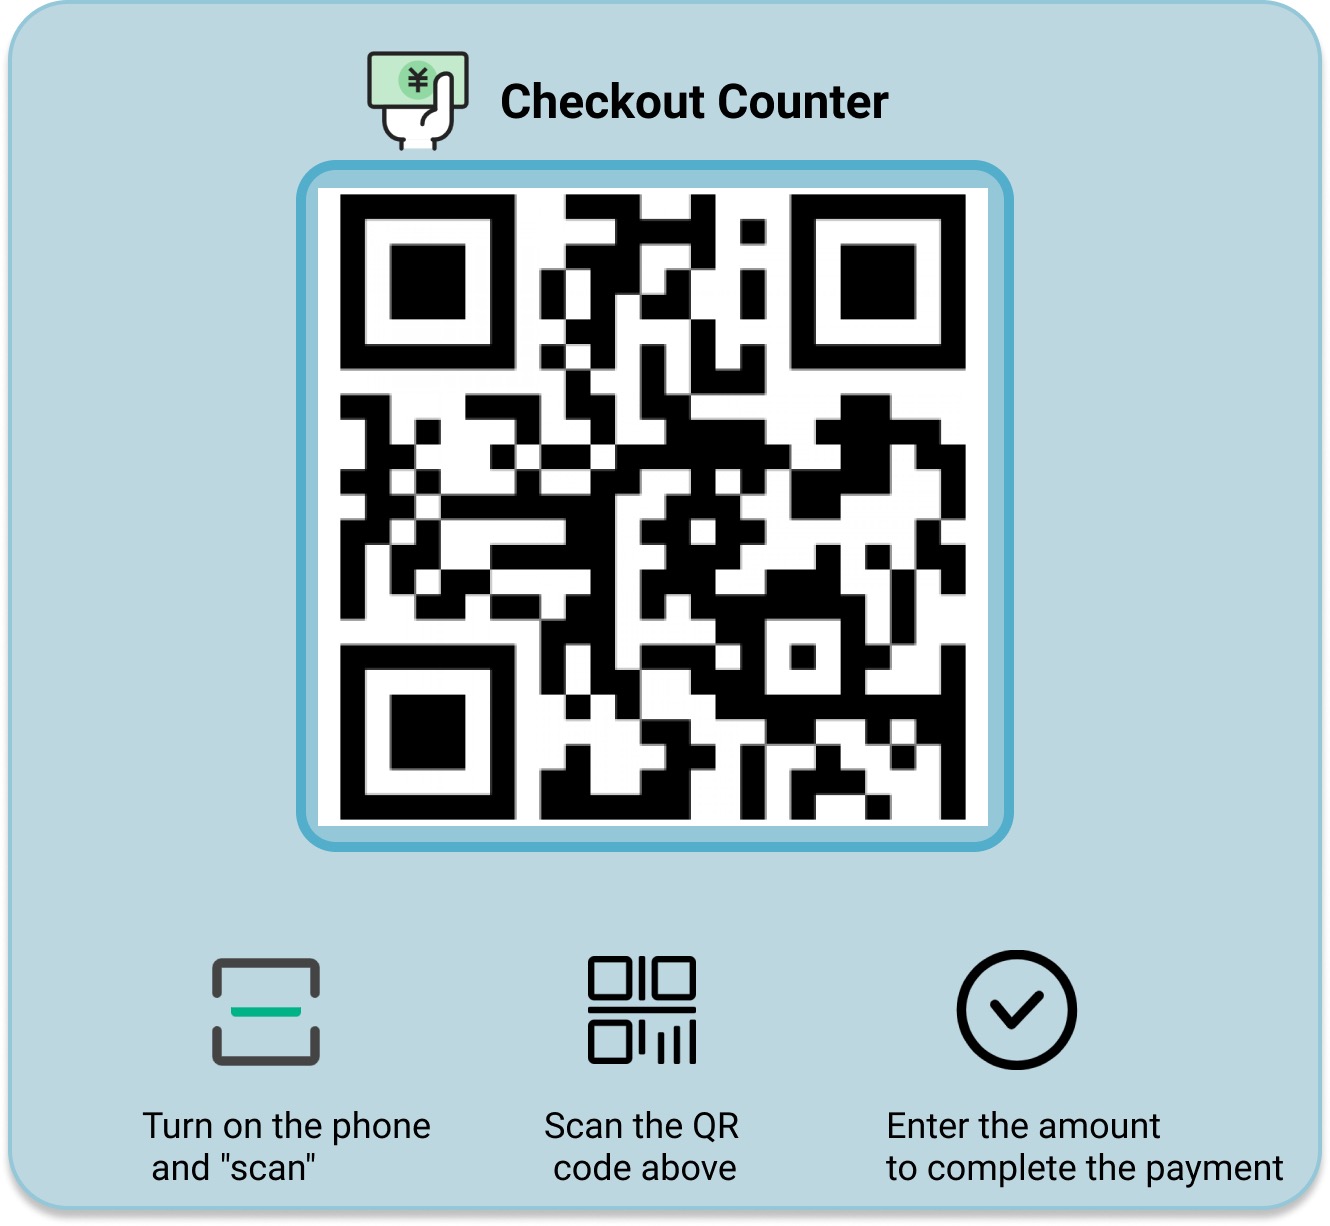 ¥
Checkout Counter
Turn on the phone
and "scan"
Scan the QR
code above
Enter the amount
to complete the payment